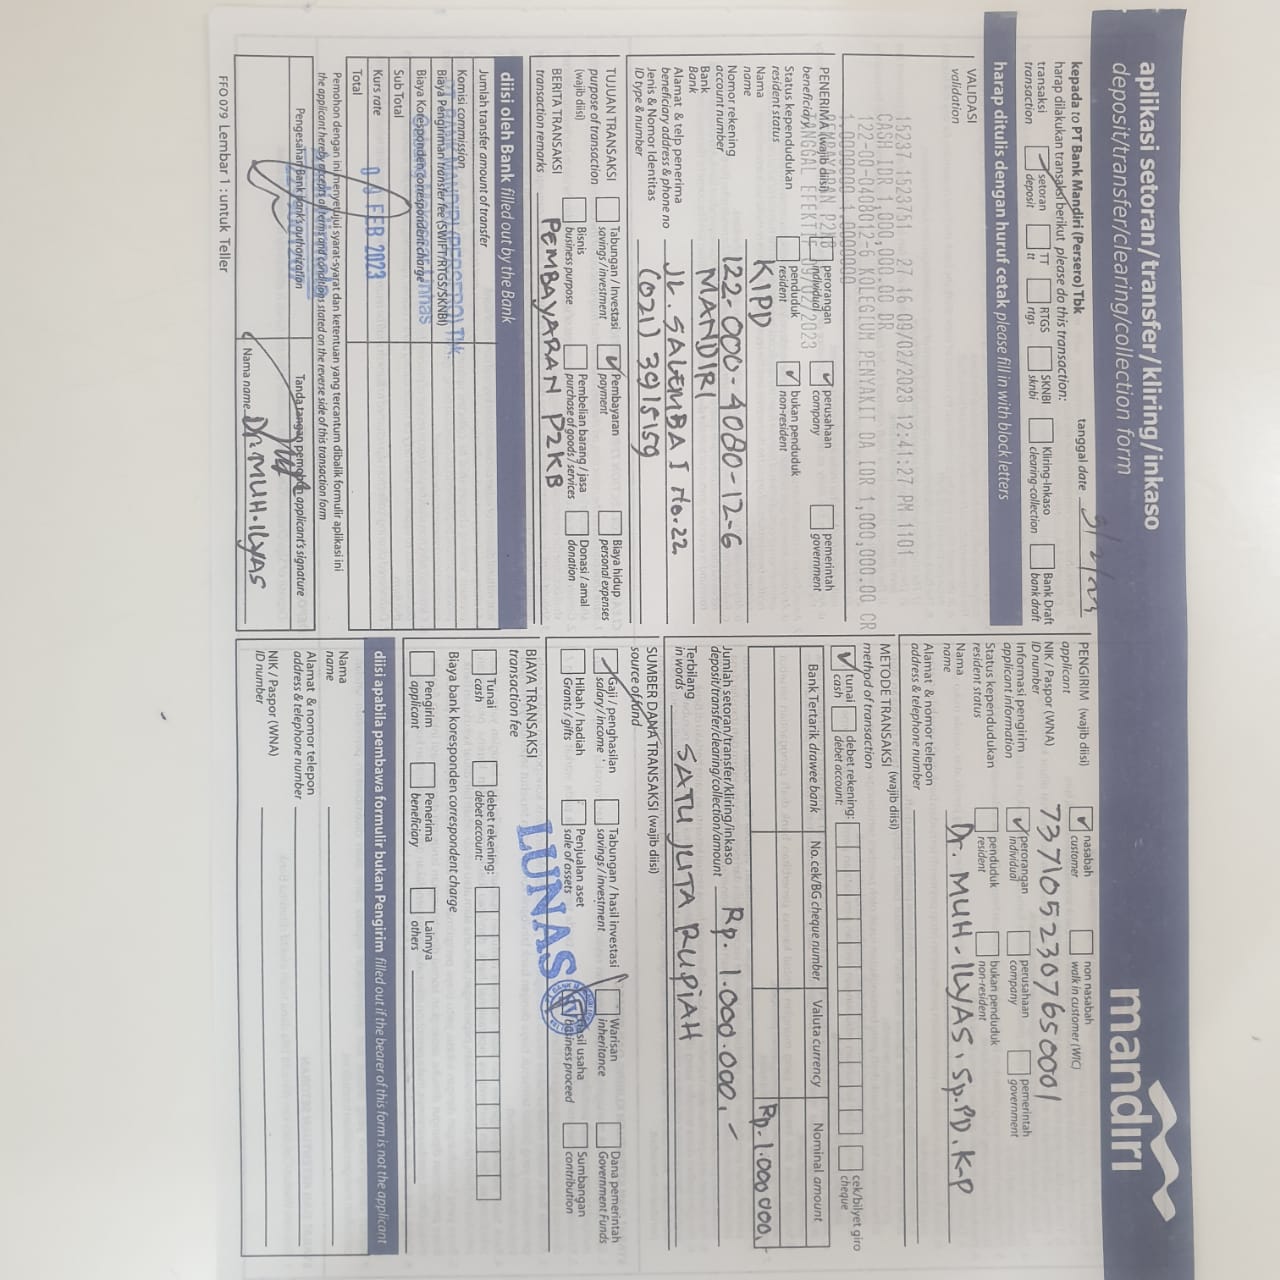 aplikasi setoran/transfer/kliring/inkaso
deposit/transfer/clearing/collection form
mandiri
kepada to PT Bank Mandiri (Persero) Tbk
tanggal date
harap dilakukan transaksi berikut please do this transaction:
transaksi
transaction
setoran
deposit
TT
tt
RTGS
rtgs
SKNBI
sknbi
Kliring-Inkaso
clearing-collection
Bank Draft
bank draft
harap ditulis dengan huruf cetak please fill in with block letters
VALIDASI
validation
15237 1523751 27 16 09/02/2023 12:41:27 PM 1101
CASH IDR 1,000,000.00 DR
122-00-0408012-6 KOLEGIUM PENYAKIT DA IDR 1,000,000.00 CR
1.0000000 1.0000000
PEMBAYARAN P2KB
TANGGAL EFEKTIF 09/02/2023
PENERIMA (wajib diisi)
beneficiary
perorangan
individual
perusahaan
company
pemerintah
government
Status kependudukan
resident status
penduduk
resident
bukan penduduk
non-resident
Nama
name
KIPD
Nomor rekening
account number
122-000-4080-12-6
Bank
Bank
MANDIRI
Alamat & telp penerima
beneficiary address & phone no
JL. SALEMBA I No.22
Jenis & Nomor Identitas
ID type & number
(021) 3915159
TUJUAN TRANSAKSI
purpose of transaction
(wajib diisi)
Tabungan / Investasi
savings / investment
Pembayaran
payment
Biaya hidup
personal expenses
Bisnis
business purpose
Pembelian barang / jasa
purchase of goods / services
Donasi / amal
donation
BERITA TRANSAKSI
transaction remarks
PEMBAYARAN P2KB
diisi oleh Bank filled out by the Bank
Jumlah transfer amount of transfer
Komisi commission
Biaya Pengiriman transfer fee (SWIFT/RTGS/SKNBI)
Biaya Koresponden correspondent charge
Sub Total
Kurs rate
Total
FEB 2023
Pemohon dengan ini menyetujui syarat-syarat dan ketentuan yang tercantum dibalik formulir aplikasi ini
the applicant hereby accepts all terms and conditions stated on the reverse side of this transaction form
Pengesahan Bank bank's authorization
Tanda tangan pemohon applicant's signature
Nama name
Dr. MUH. ILYAS
FFO 079 Lembar 1 : untuk Teller
PENGIRIM (wajib diisi)
applicant
nasabah
customer
non nasabah
walk in customer (WIC)
NIK / Paspor (WNA)
ID number
7371052307650001
Informasi pengirim
applicant information
perorangan
individual
perusahaan
company
pemerintah
government
Status kependudukan
resident status
penduduk
resident
bukan penduduk
non-resident
Nama
name
Dr. MUH. ILYAS, Sp.PD.K-P
Alamat & nomor telepon
address & telephone number
METODE TRANSAKSI (wajib diisi)
method of transaction
tunai
cash
debet rekening:
debet account:
cek/bilyet giro
cheque
Bank Tertarik drawee bank
No.cek/BG cheque number
Valuta currency
Nominal amount
Rp. 1.000.000,-
Jumlah setoran/transfer/kliring/inkaso
deposit/transfer/clearing/collection/amount
Rp. 1.000.000,-
Terbilang
in words
SATU JUTA RUPIAH
SUMBER DANA TRANSAKSI (wajib diisi)
source of fund
Gaji / penghasilan
salary / income
Tabungan / hasil investasi
savings / investment
Warisan
inheritance
Dana pemerintah
Government Funds
Hibah / hadiah
Grants / gifts
Penjualan aset
sale of assets
Hasil usaha
business proceed
Sumbangan
contribution
BIAYA TRANSAKSI
transaction fee
LUNAS
Tunai
cash
debet rekening:
debet account:
Biaya bank koresponden correspondent charge
Pengirim
applicant
Penerima
beneficiary
Lainnya
others
diisi apabila pembawa formulir bukan Pengirim filled out if the bearer of this form is not the applicant
Nama
name
Alamat & nomor telepon
address & telephone number
NIK / Paspor (WNA)
ID number